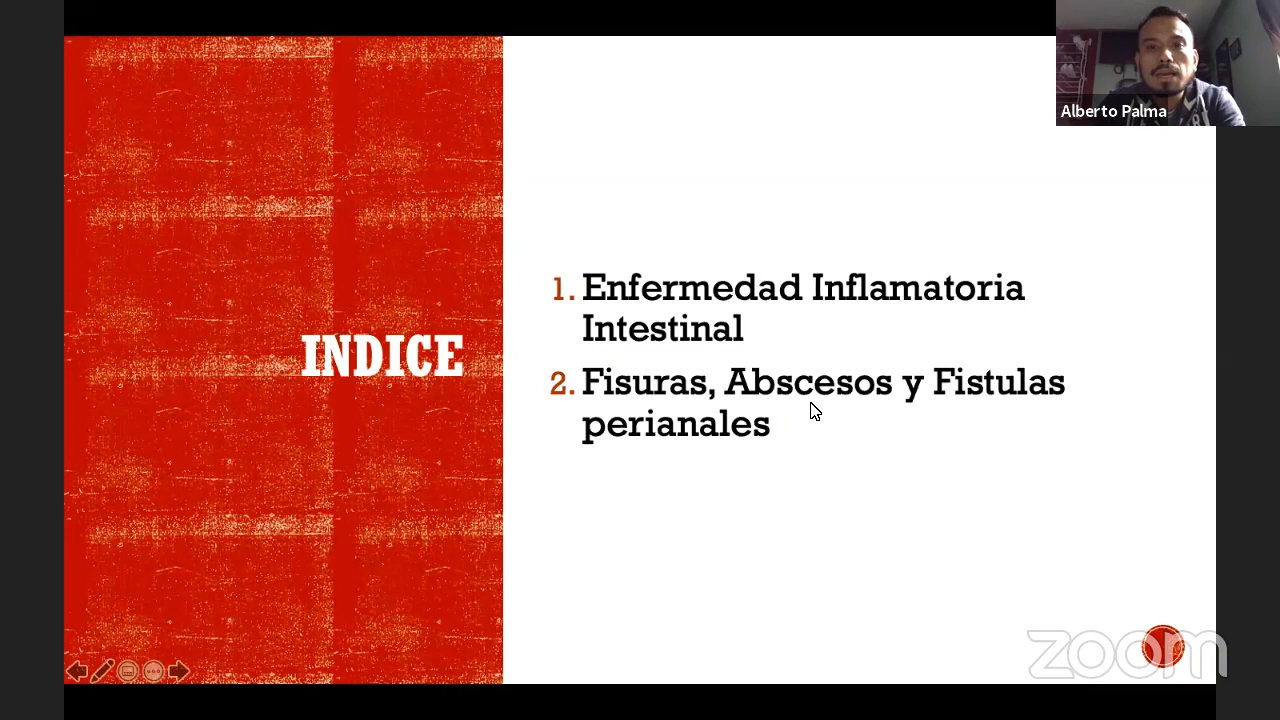 Alberto Palma
INDICE
1. Enfermedad Inflamatoria
Intestinal
2. Fisuras, Abscesos y Fistulas
perianales
zoom